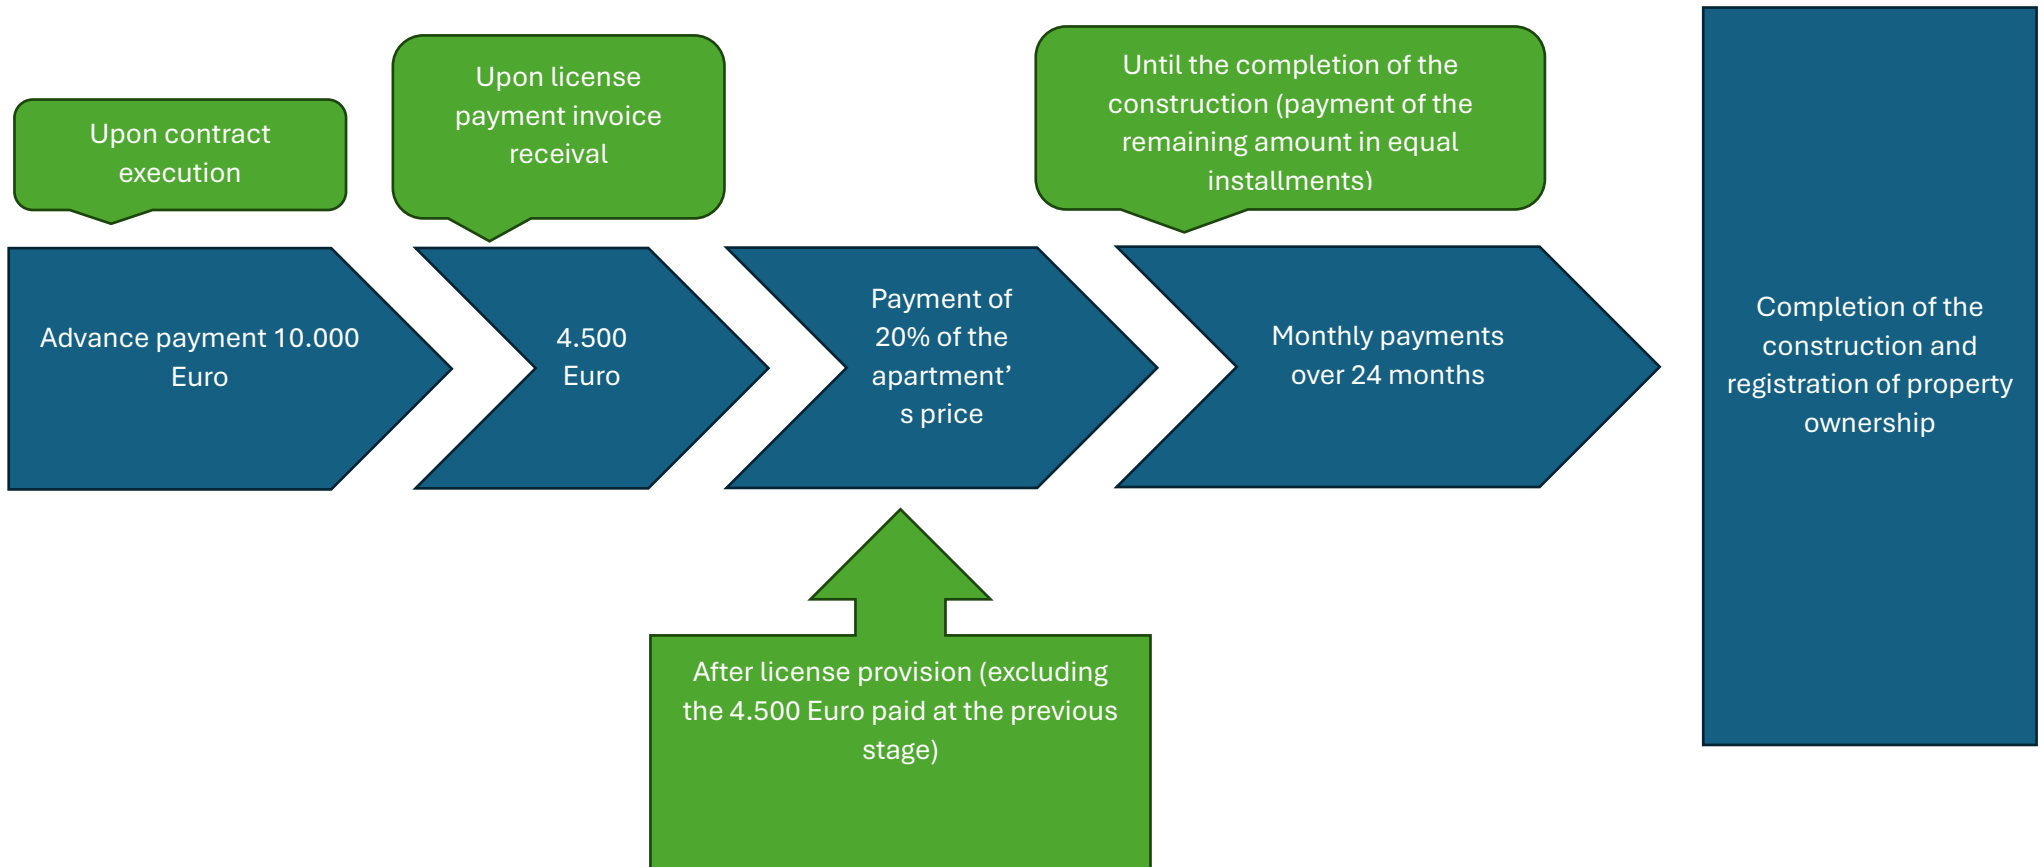 Upon contract
execution
Upon license
payment invoice
receival
Until the completion of the
construction (payment of the
remaining amount in equal
installments)
Advance payment 10.000
Euro
4.500
Euro
Payment of
20% of the
apartment’
s price
Monthly payments
over 24 months
Completion of the
construction and
registration of property
ownership
After license provision (excluding
the 4.500 Euro paid at the previous
stage)